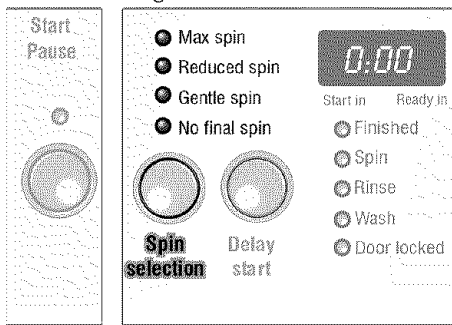 Start
Pause
Max spin
Reduced spin
Gentle spin
No final spin
0:00
Start in Ready in
Finished
Spin
Rinse
Wash
Door locked
Spin
selection
Delay
start